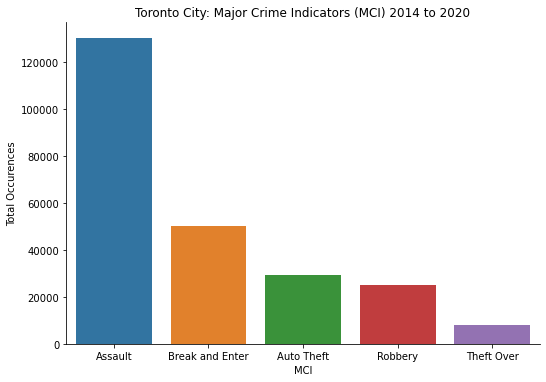 Toronto City: Major Crime Indicators (MCI) 2014 to 2020
Total Occurences
120000
100000
80000
60000
40000
20000
0
Assault
Break and Enter
Auto Theft
Robbery
Theft Over
MCI